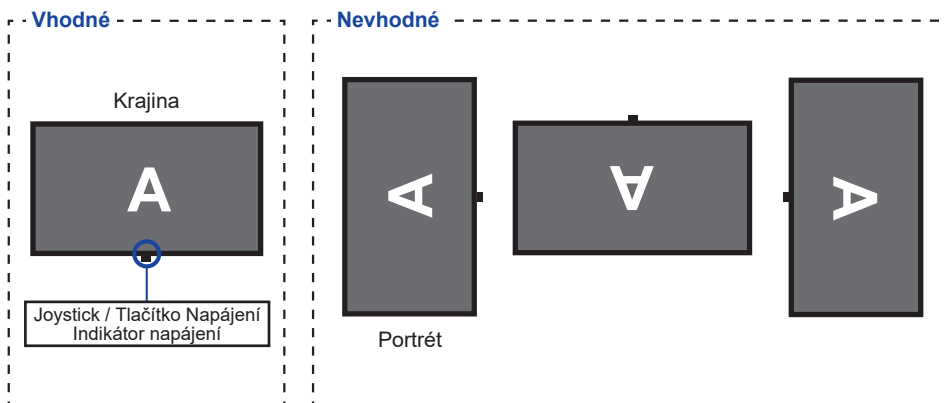 Vhodné
Nevhodné
Krajina
A
A
A
A
Joystick / Tlačítko Napájení
Indikátor napájení
Portrét